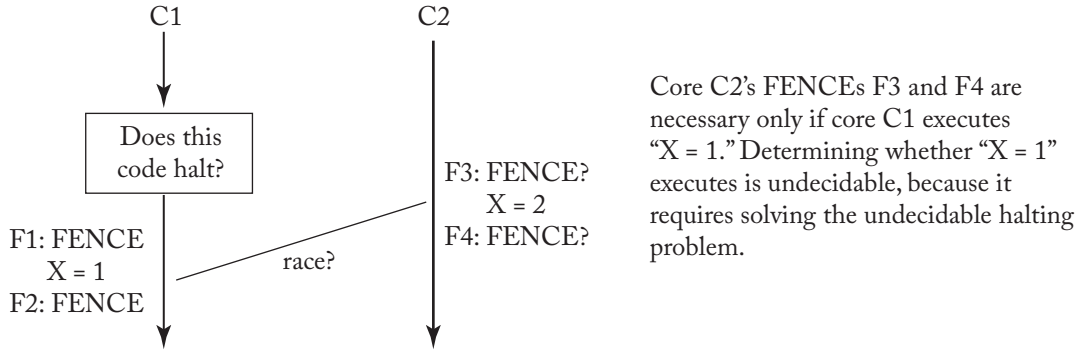 C1
C2
Does this
code halt?
F1: FENCE
X = 1
F2: FENCE
race?
F3: FENCE?
X = 2
F4: FENCE?
Core C2’s FENCEs F3 and F4 are
necessary only if core C1 executes
“X = 1.” Determining whether “X = 1”
executes is undecidable, because it
requires solving the undecidable halting
problem.